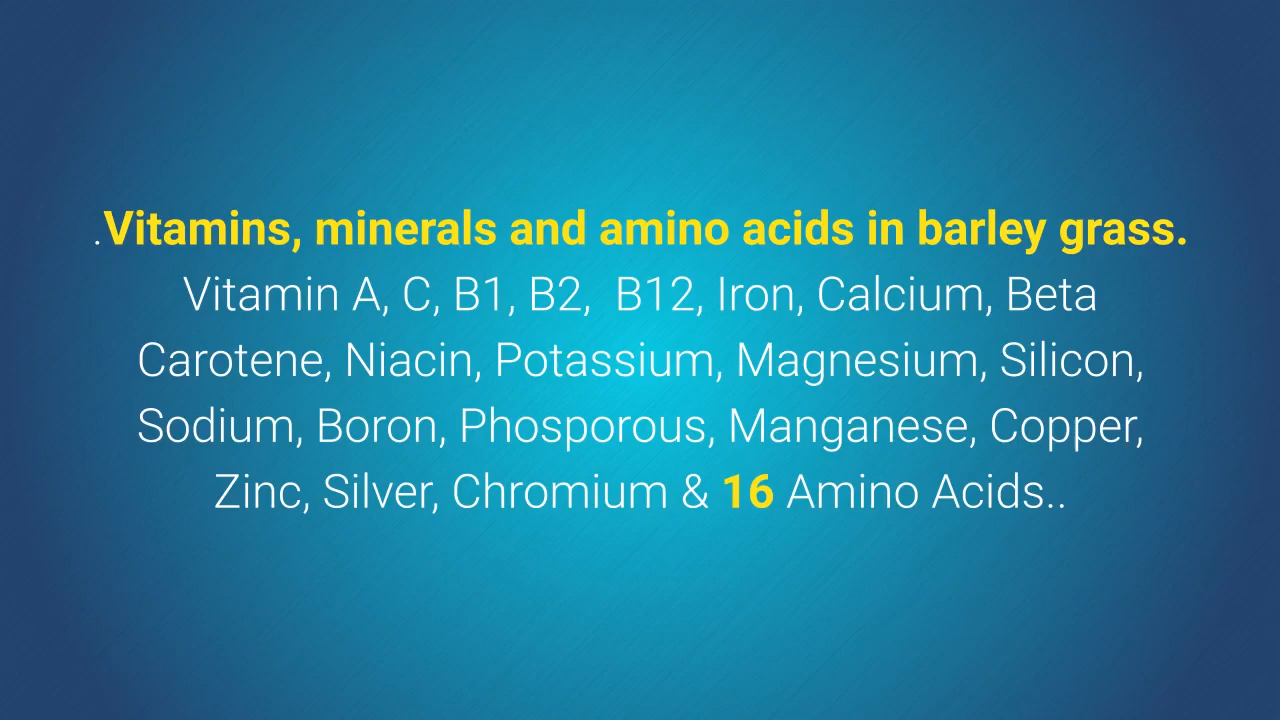 .Vitamins, minerals and amino acids in barley grass.
Vitamin A, C, B1, B2,  B12, Iron, Calcium, Beta
Carotene, Niacin, Potassium, Magnesium, Silicon,
Sodium, Boron, Phosporous, Manganese, Copper,
Zinc, Silver, Chromium & 16 Amino Acids..